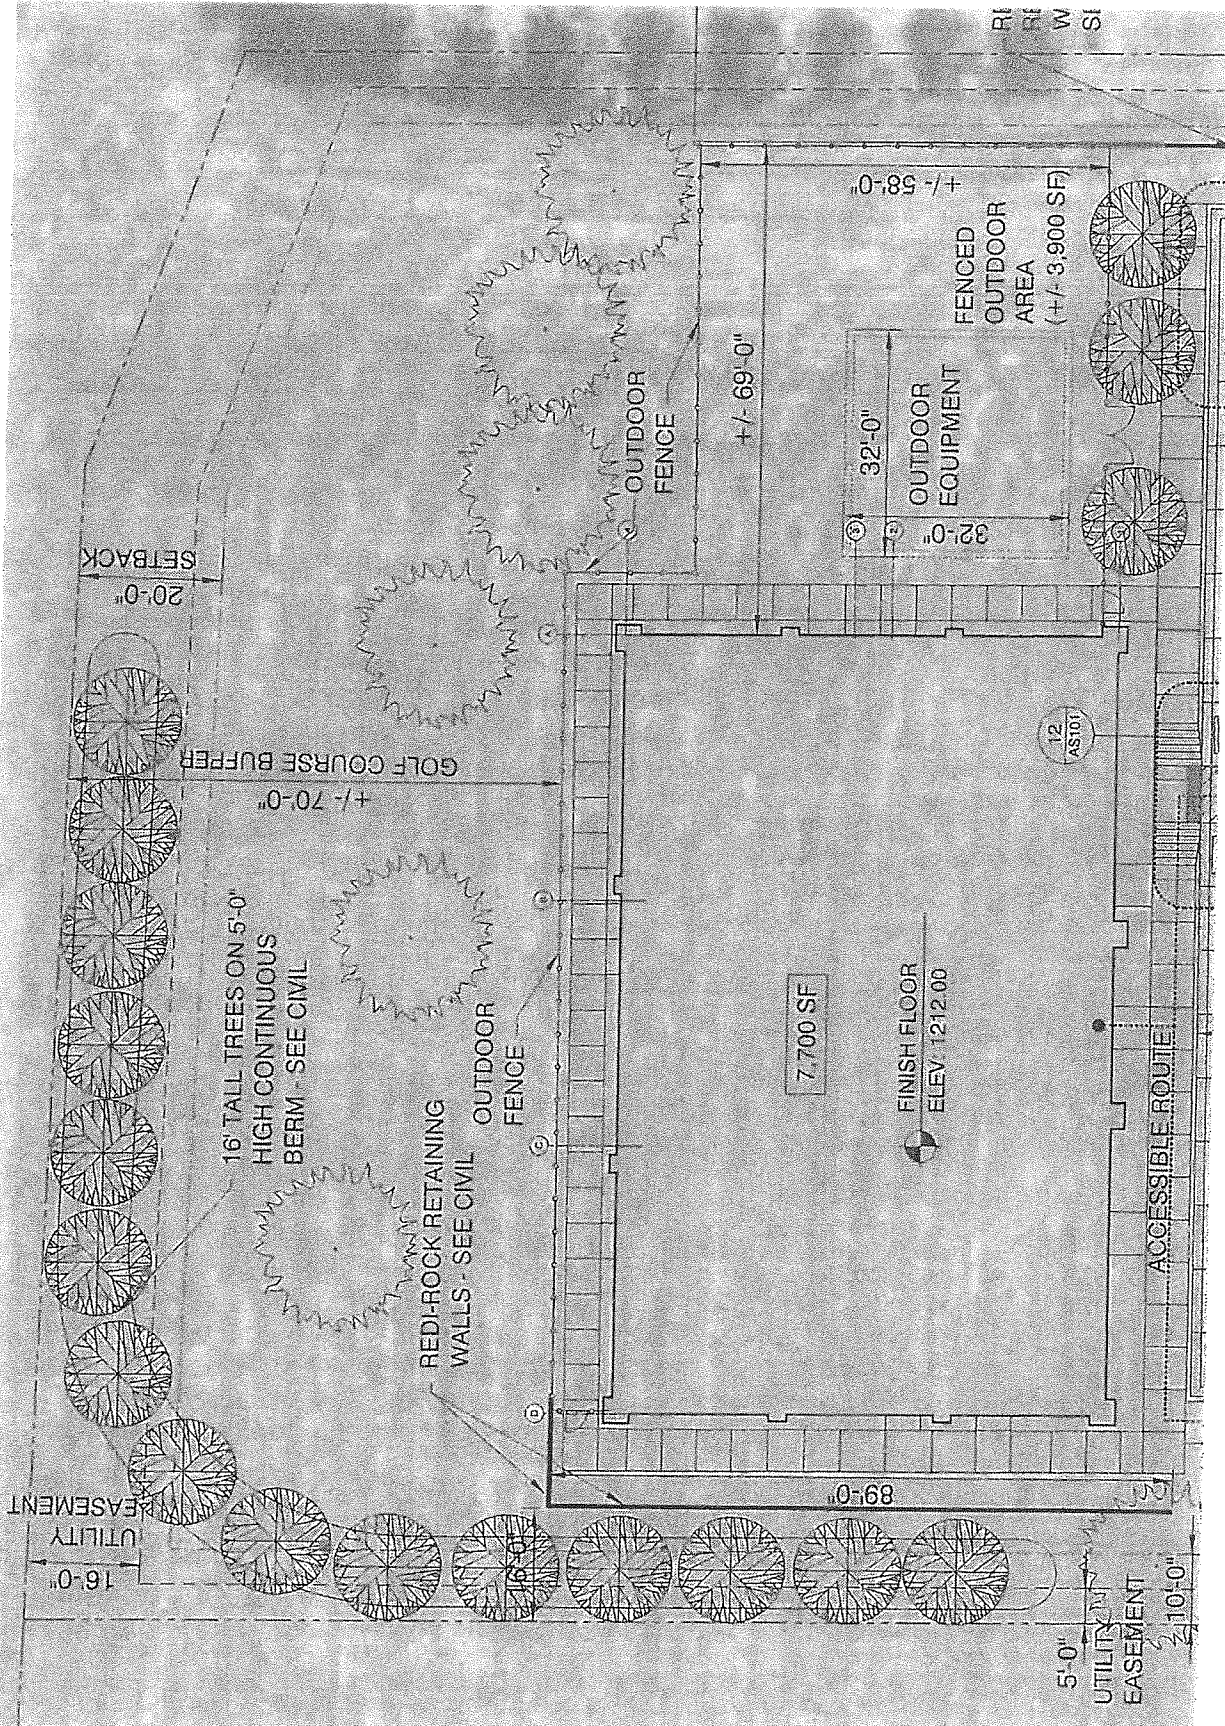 UTILITY
EASEMENT
16'-0"
20'-0"
SETBACK
+/- 70'-0"
GOLF COURSE BUFFER
16' TALL TREES ON 5'-0"
HIGH CONTINUOUS
BERM - SEE CIVIL
REDI-ROCK RETAINING
WALLS - SEE CIVIL
OUTDOOR
FENCE
OUTDOOR
FENCE
D
C
B
A
16'-0"
89'-0"
7,700 SF
FINISH FLOOR
ELEV. 1212.00
12
AS101
ACCESSIBLE ROUTE
+/- 69'-0"
+/- 58'-0"
32'-0"
32'-0"
OUTDOOR
EQUIPMENT
FENCED
OUTDOOR
AREA
(+/- 3,900 SF)
5'-0"
UTILITY
EASEMENT
10'-0"